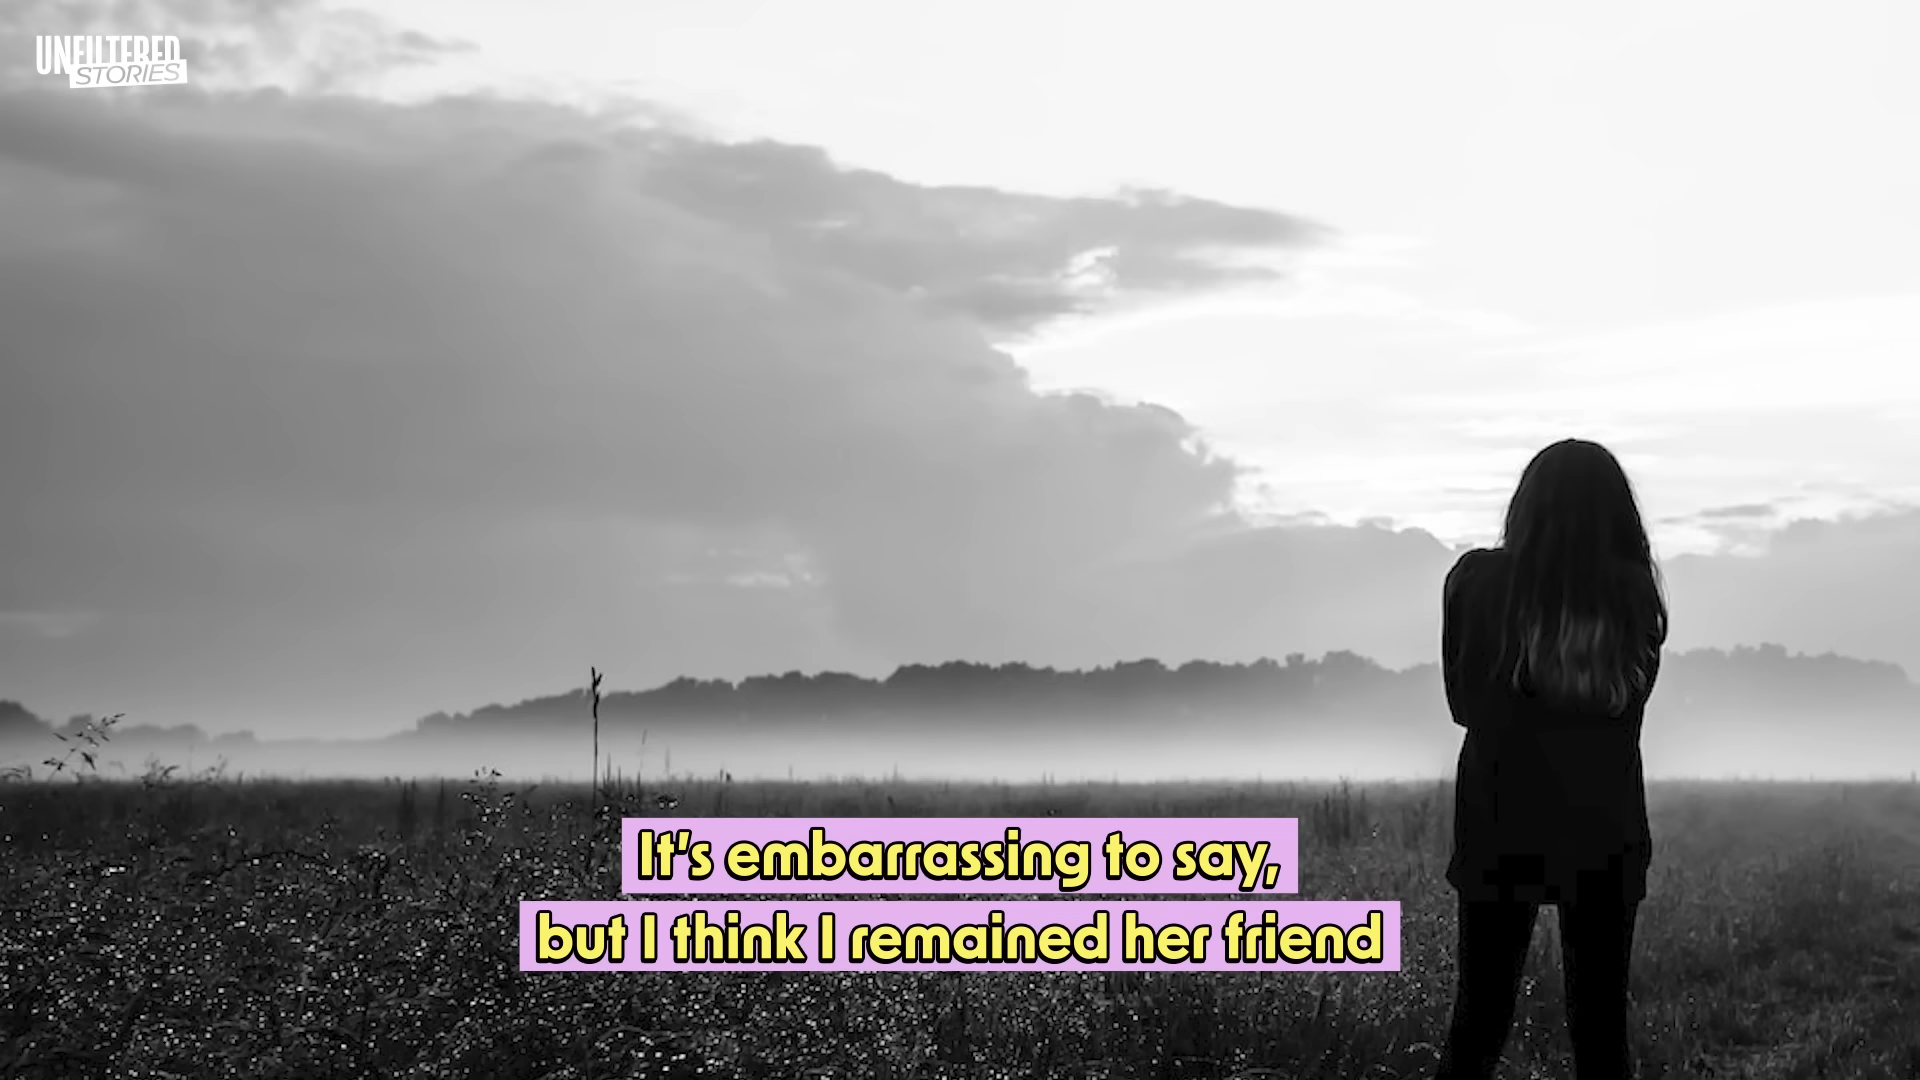 UNFILTERED
STORIES
It's embarrassing to say,
but I think I remained her friend